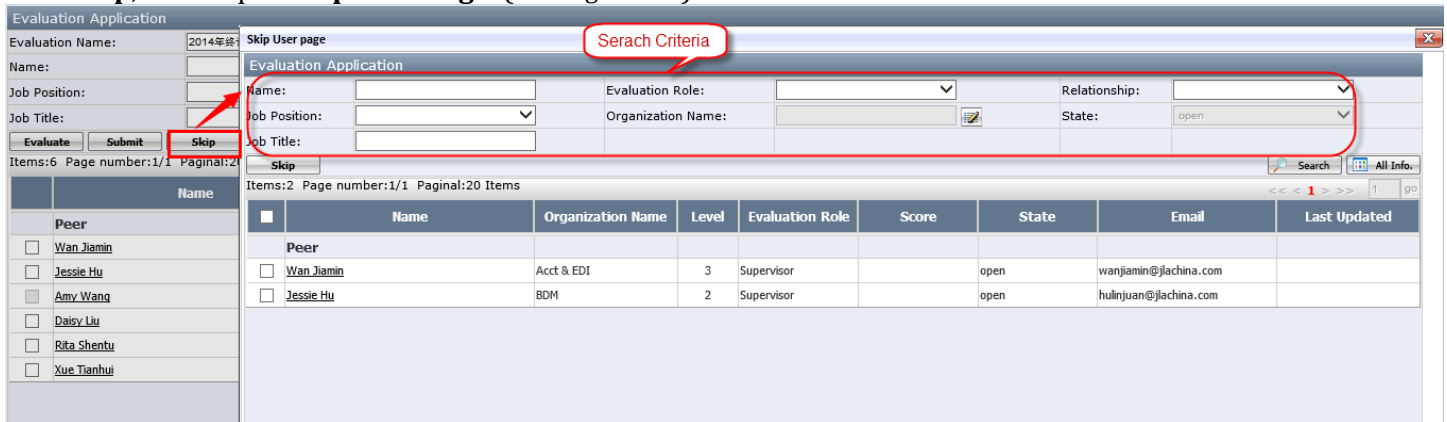 Evaluation Application
Evaluation Name: 2014年终
Name:
Job Position:
Job Title:
Evaluate Submit Skip
Items:6 Page number:1/1 Paginal:20
Name
Peer
Wan Jiamin
Jessie Hu
Amy Wang
Daisy Liu
Rita Shentu
Xue Tianhui
Skip User page
Serach Criteria
Evaluation Application
Name: Evaluation Role: Relationship:
Job Position: Organization Name: State: open
Job Title:
Skip Search All Info.
Items:2 Page number:1/1 Paginal:20 Items << < 1 > >> 1 go
Name Organization Name Level Evaluation Role Score State Email Last Updated
Peer
Wan Jiamin Acct & EDI 3 Supervisor open wanjiamin@jlachina.com
Jessie Hu BDM 2 Supervisor open hulinjuan@jlachina.com